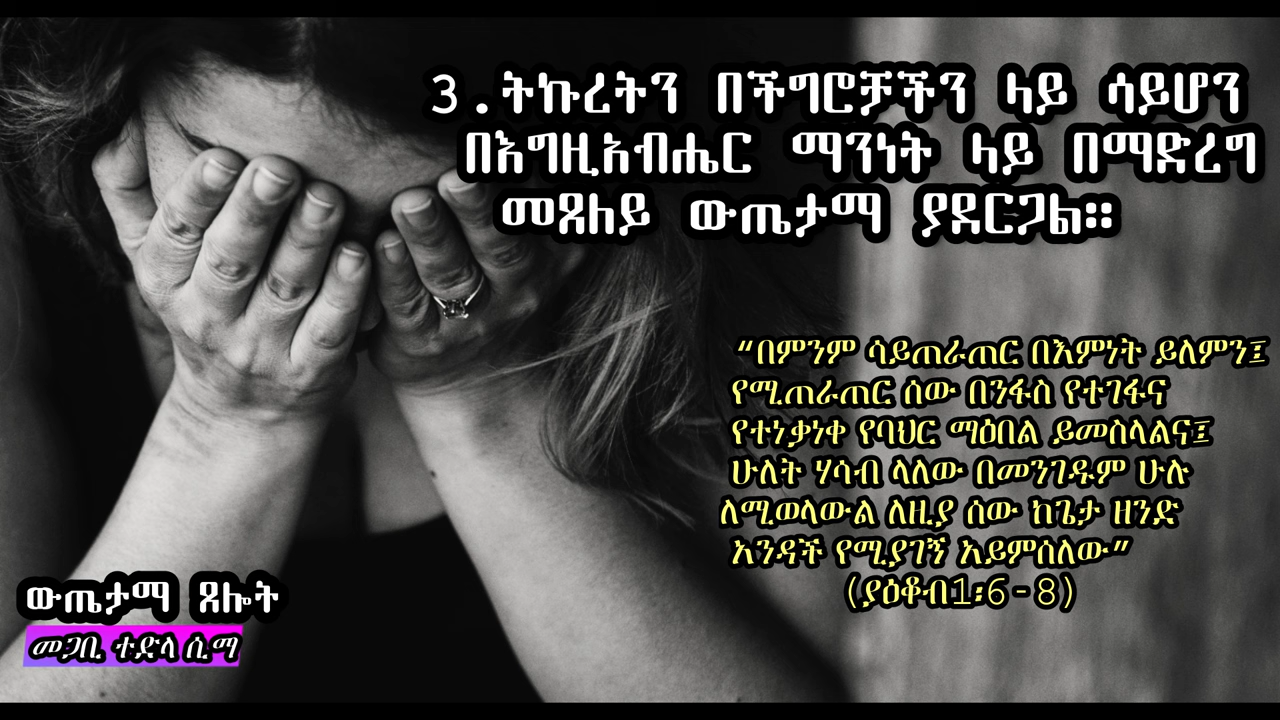 3.ትኩረትን በችግሮቻችን ላይ ሳይሆን
በእግዚአብሔር ማንነት ላይ በማድረግ
መጸለይ ውጤታማ ያደርጋል።
“በምንም ሳይጠራጠር በእምነት ይለምን፤
የሚጠራጠር ሰው በንፋስ የተገፋና
የተነቃነቀ የባህር ማዕበል ይመስላልና፤
ሁለት ሃሳብ ላለው በመንገዱም ሁሉ
ለሚወላውል ለዚያ ሰው ከጌታ ዘንድ
አንዳች የሚያገኝ አይምሰለው”
(ያዕቆብ1፡6-8)
ውጤታማ ጸሎት
መጋቢ ተድላ ሲማ